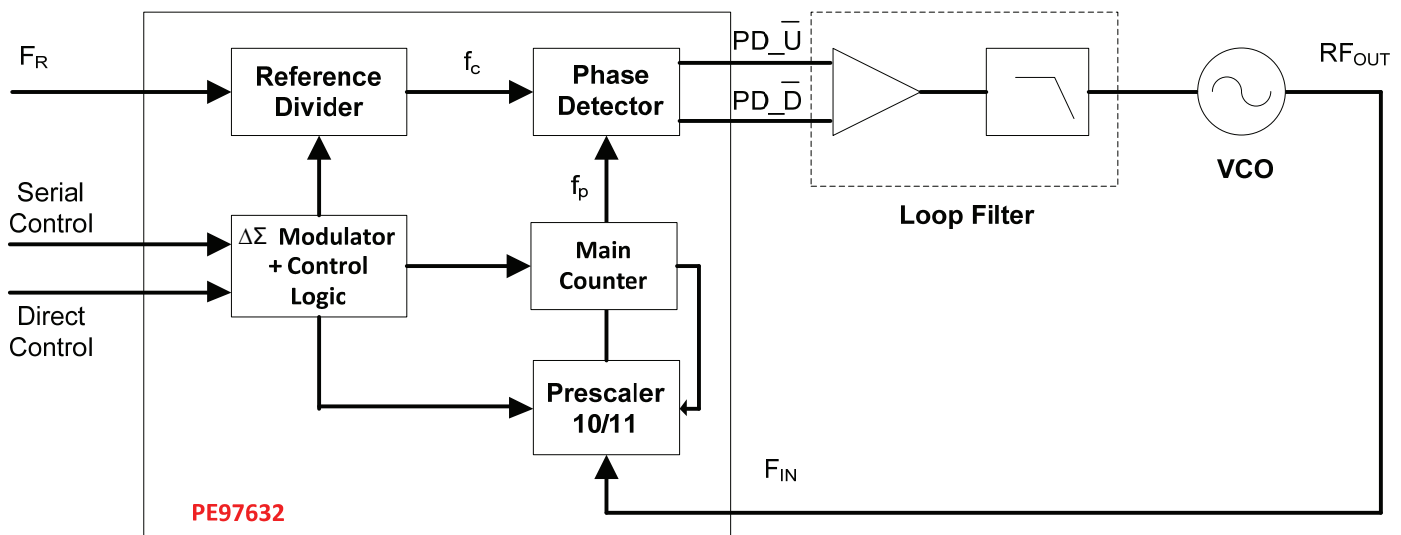 F_R
Reference
Divider
f_c
Phase
Detector
PD_U̅
PD_D̅
RF_OUT
VCO
Loop Filter
Serial
Control
ΔΣ Modulator
+ Control
Logic
f_p
Main
Counter
Direct
Control
Prescaler
10/11
F_IN
PE97632